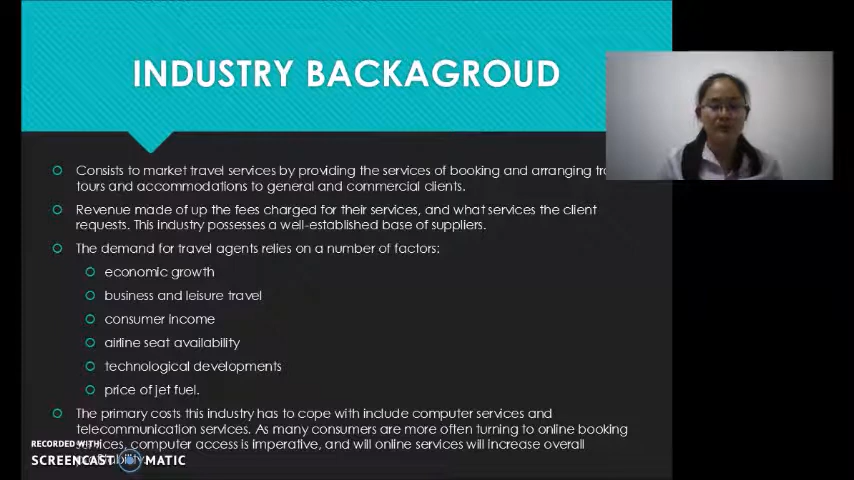 INDUSTRY BACKAGROUD
Consists to market travel services by providing the services of booking and arranging
tours and accommodations to general and commercial clients.
Revenue made of up the fees charged for their services, and what services the client
requests. This industry possesses a well-established base of suppliers.
The demand for travel agents relies on a number of factors:
economic growth
business and leisure travel
consumer income
airline seat availability
technological developments
price of jet fuel.
The primary costs this industry has to cope with include computer services and
telecommunication services. As many consumers are more often turning to online booking
computer access is imperative, and will online services will increase overall
RECORDED WITH
SCREENCAST MATIC